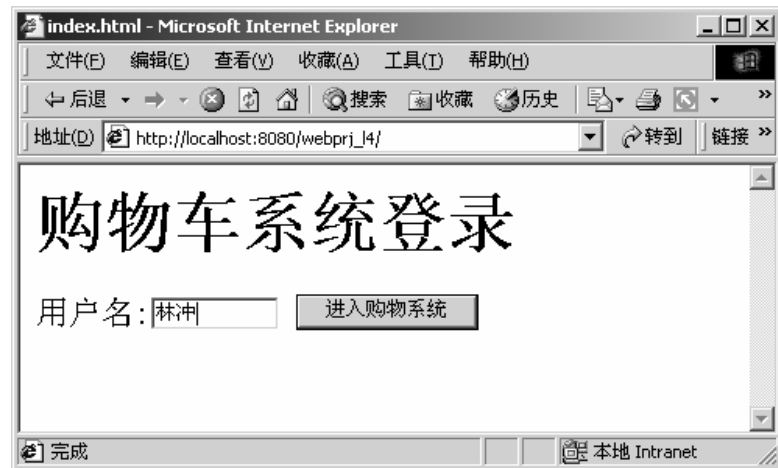 index.html - Microsoft Internet Explorer
文件(F) 编辑(E) 查看(V) 收藏(A) 工具(T) 帮助(H)
后退 搜索 收藏 历史 »
地址(D) http://localhost:8080/webprj_l4/ 转到 链接 »
购物车系统登录
用户名:林冲 进入购物系统
完成 本地 Intranet